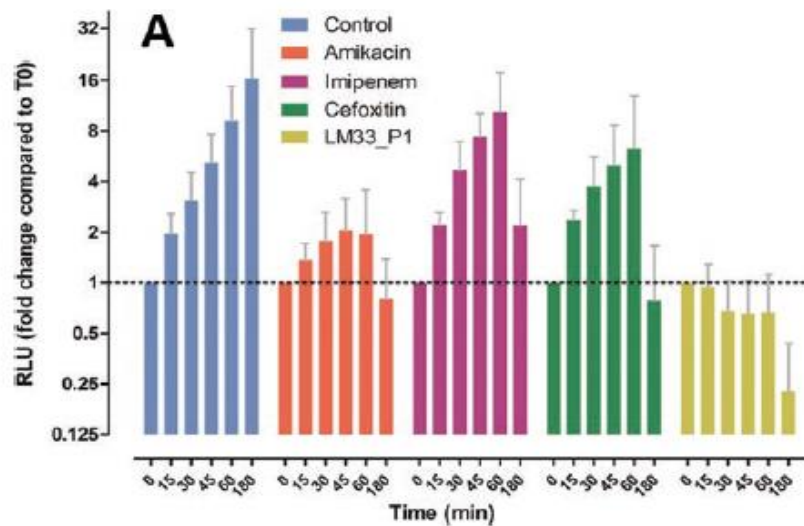 A
Control
Amikacin
Imipenem
Cefoxitin
LM33_P1
RLU (fold change compared to T0)
32
16
8
4
2
1
0.5
0.25
0.125
0 15 30 45 60 180 0 15 30 45 60 180 0 15 30 45 60 180 0 15 30 45 60 180 0 15 30 45 60 180
Time (min)